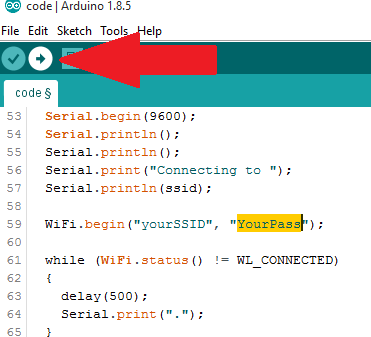 code | Arduino 1.8.5
File Edit Sketch Tools Help
code §
53 Serial.begin(9600);
54 Serial.println();
55 Serial.println();
56 Serial.print("Connecting to ");
57 Serial.println(ssid);
58
59 WiFi.begin("yourSSID", "YourPass");
60
61 while (WiFi.status() != WL_CONNECTED)
62 {
63 delay(500);
64 Serial.print(".");
65 }